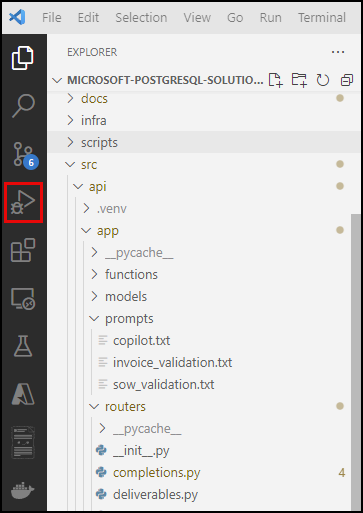 File Edit Selection View Go Run Terminal
EXPLORER
MICROSOFT-POSTGRESQL-SOLUTIO...
docs
infra
scripts
6
src
api
.venv
app
__pycache__
functions
models
prompts
copilot.txt
invoice_validation.txt
sow_validation.txt
routers
__pycache__
__init__.py
completions.py 4
deliverables.py